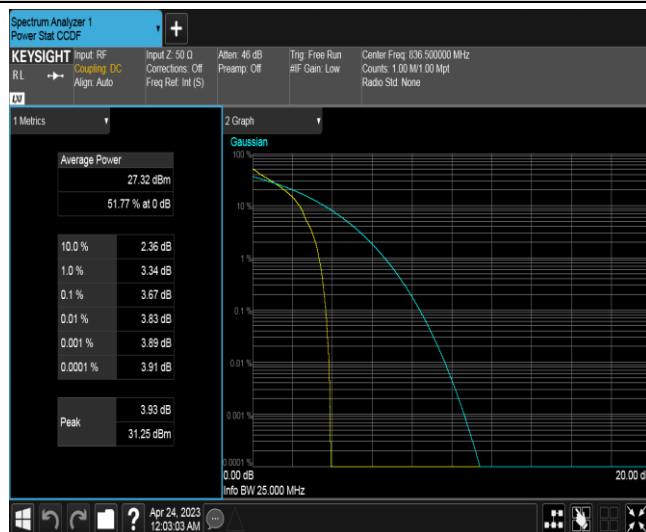 Spectrum Analyzer 1
Power Stat CCDF
+
KEYSIGHT Input: RF Input Z: 50 Ω Atten: 46 dB Trig: Free Run Center Freq: 836.500000 MHz
RL Coupling: DC Corrections: Off Preamp: Off #IF Gain: Low Counts: 1.00 M/1.00 Mpt
Align: Auto Freq Ref: Int (S) Radio Std: None
LXI
1 Metrics
Average Power
27.32 dBm
51.77 % at 0 dB
10.0 % 2.36 dB
1.0 % 3.34 dB
0.1 % 3.67 dB
0.01 % 3.83 dB
0.001 % 3.89 dB
0.0001 % 3.91 dB
Peak 3.93 dB
31.25 dBm
2 Graph
Gaussian
100 %
10 %
1 %
0.1 %
0.01 %
0.001 %
0.0001 %
0.00 dB 20.00 d
Info BW 25.000 MHz
? Apr 24, 2023
12:03:03 AM